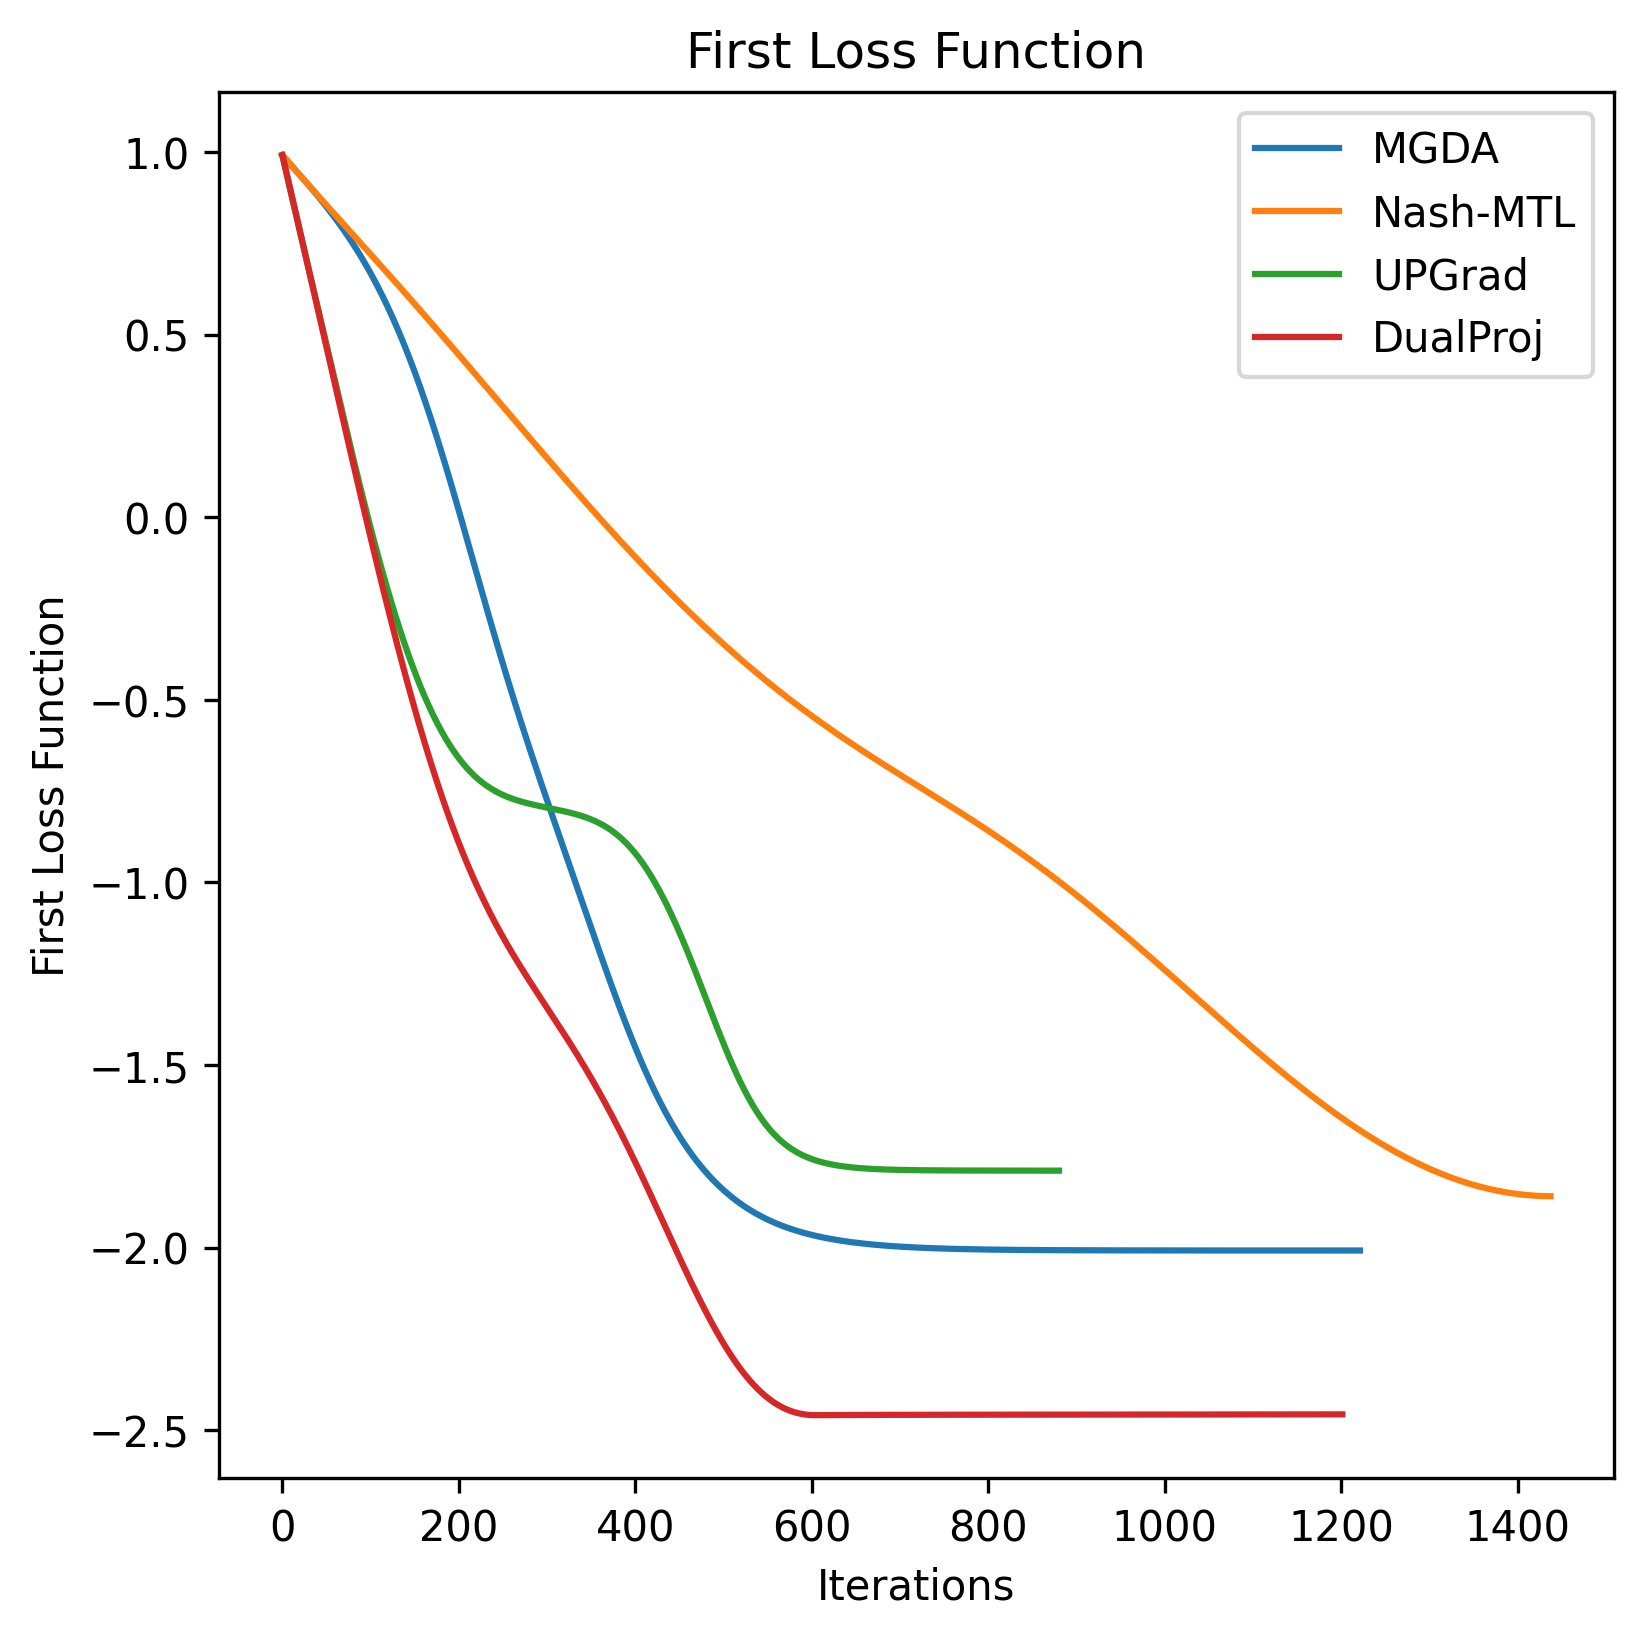 First Loss Function
MGDA
Nash-MTL
UPGrad
DualProj
First Loss Function
1.0
0.5
0.0
−0.5
−1.0
−1.5
−2.0
−2.5
0 200 400 600 800 1000 1200 1400
Iterations